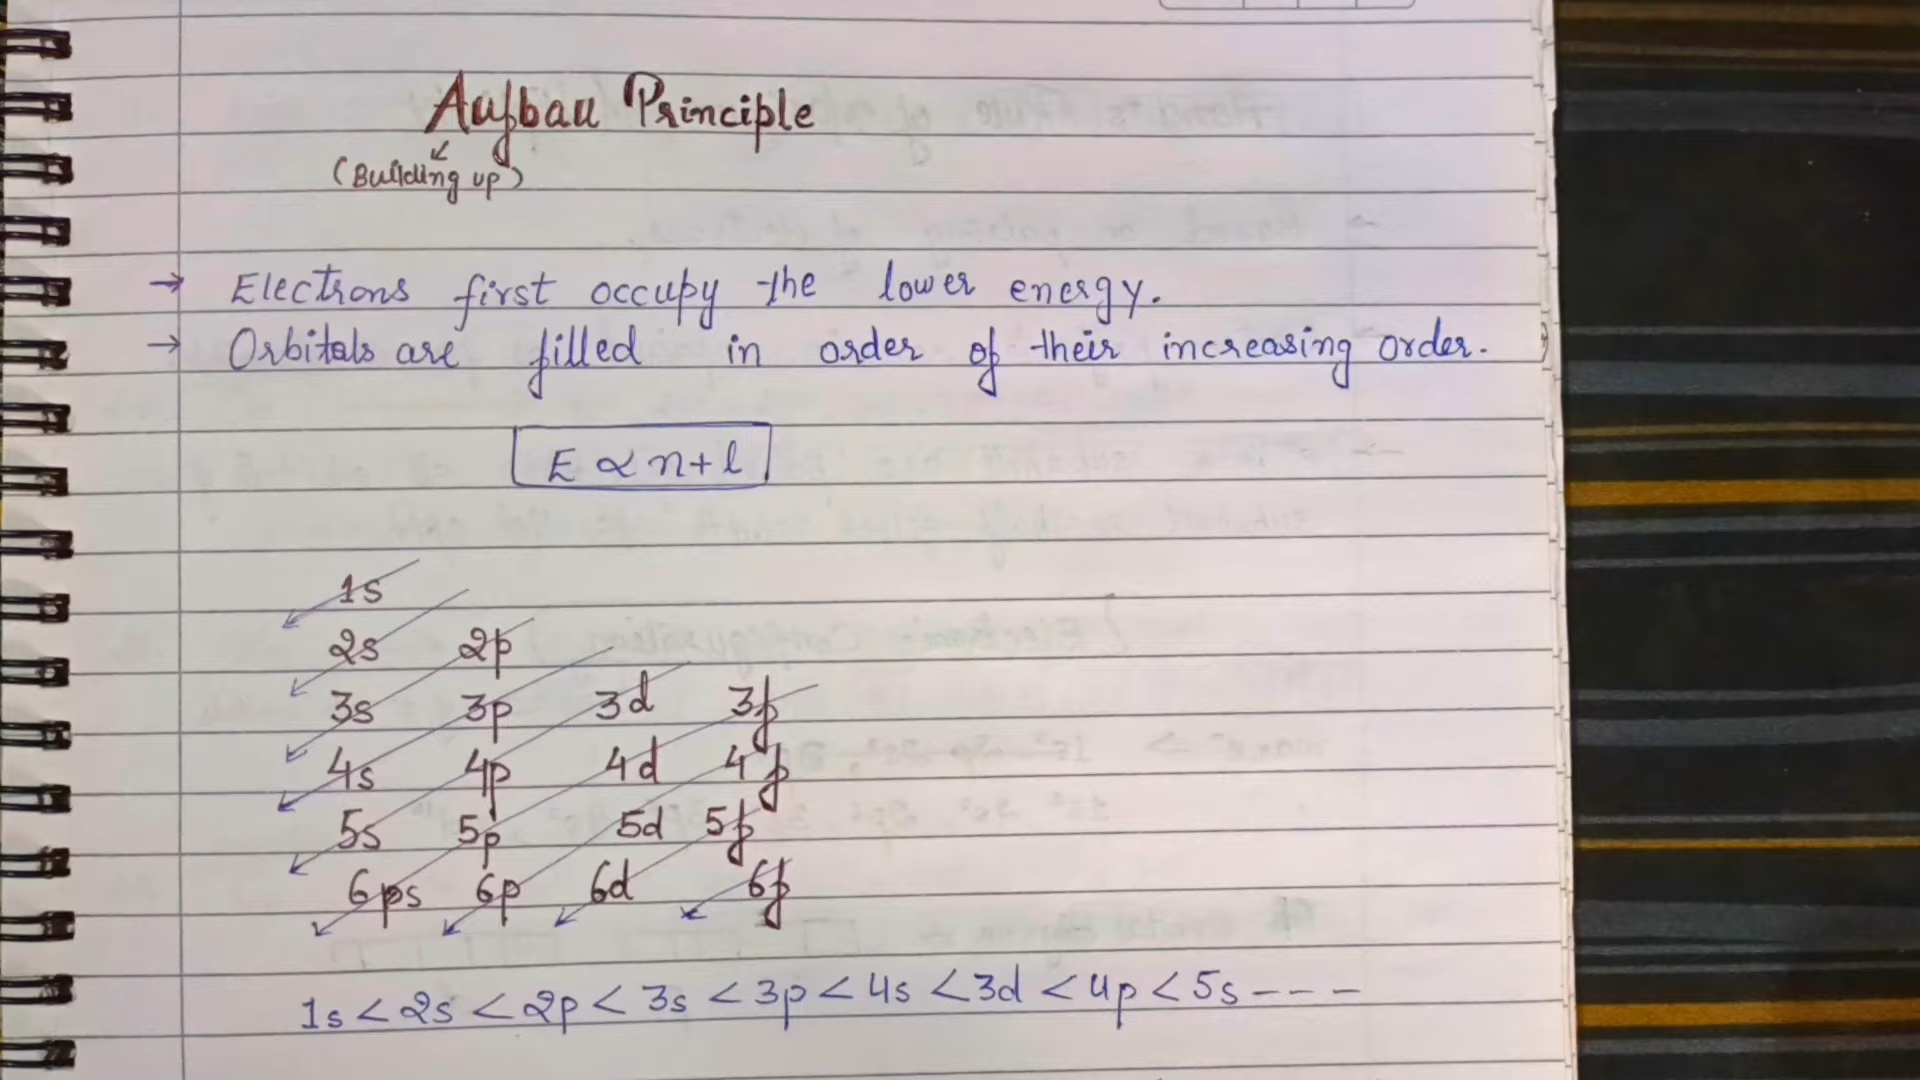 Aufbau Principle
(Building up)
→ Electrons first occupy the lower energy.
→ Orbitals are filled in order of their increasing order.
E ∝ n+l
1s
2s 2p
3s 3p 3d 3f
4s 4p 4d 4f
5s 5p 5d 5f
6ps 6p 6d 6f
1s < 2s < 2p < 3s < 3p < 4s < 3d < 4p < 5s - - - -